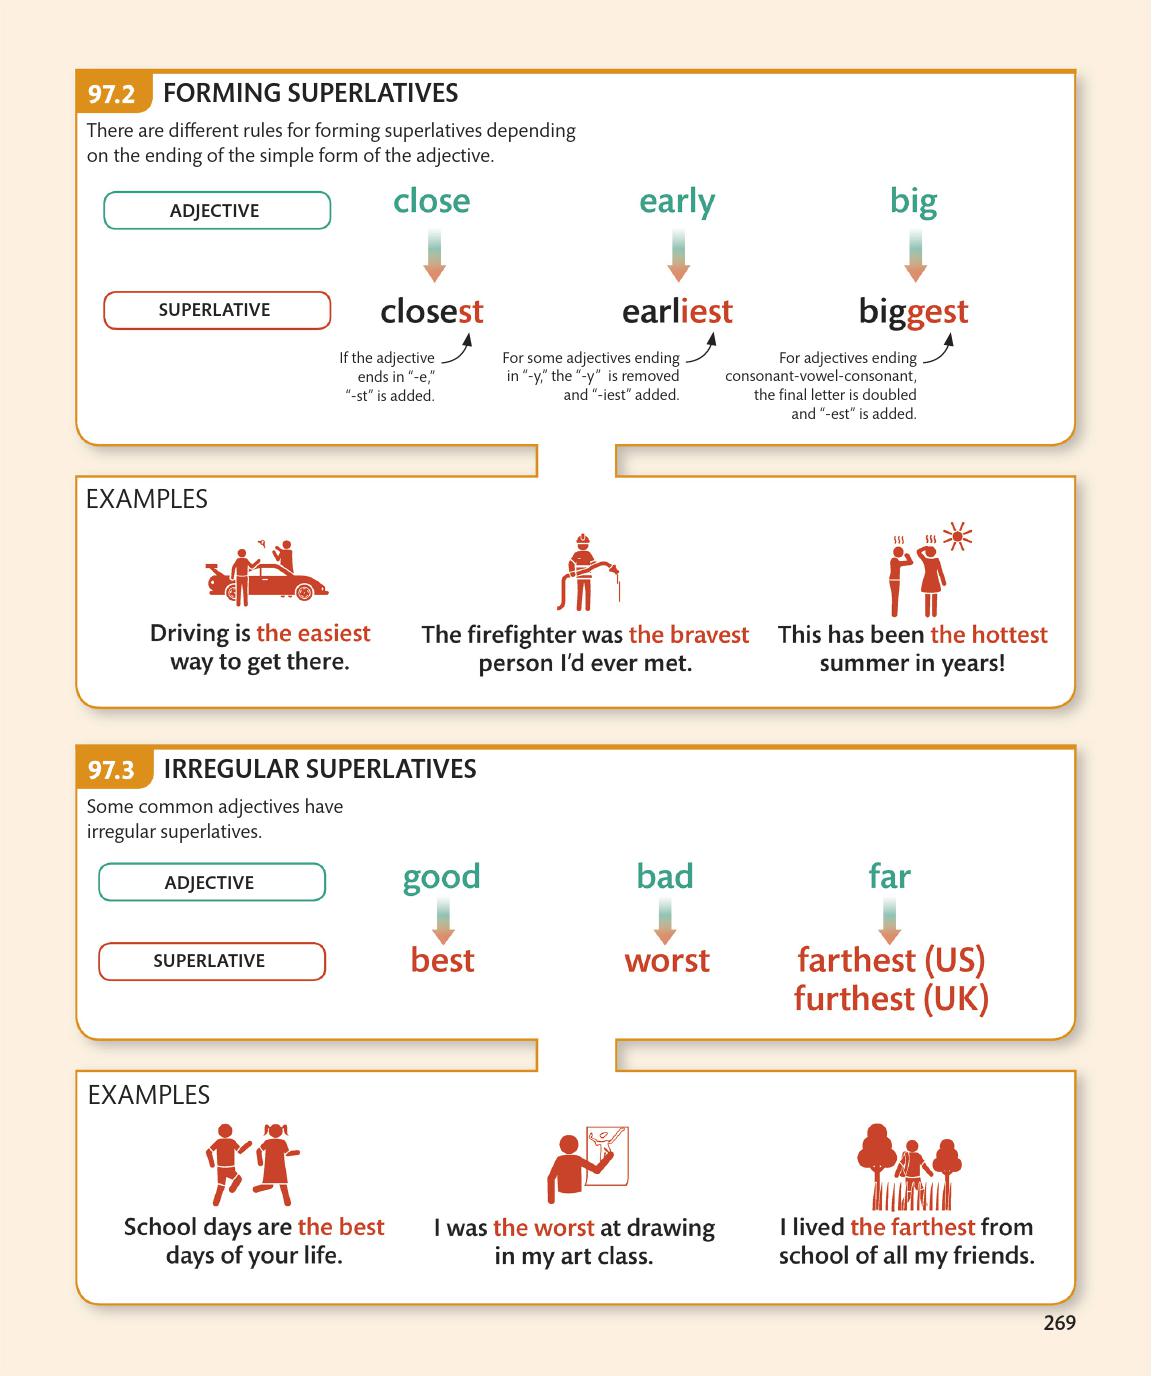 97.2 FORMING SUPERLATIVES
There are different rules for forming superlatives depending
on the ending of the simple form of the adjective.
ADJECTIVE close early big
SUPERLATIVE closest earliest biggest
If the adjective
ends in “-e,”
“-st” is added.
For some adjectives ending
in “-y,” the “-y” is removed
and “-iest” added.
For adjectives ending
consonant-vowel-consonant,
the final letter is doubled
and “-est” is added.
EXAMPLES
Driving is the easiest
way to get there.
The firefighter was the bravest
person I’d ever met.
This has been the hottest
summer in years!
97.3 IRREGULAR SUPERLATIVES
Some common adjectives have
irregular superlatives.
ADJECTIVE good bad far
SUPERLATIVE best worst farthest (US)
furthest (UK)
EXAMPLES
School days are the best
days of your life.
I was the worst at drawing
in my art class.
I lived the farthest from
school of all my friends.
269